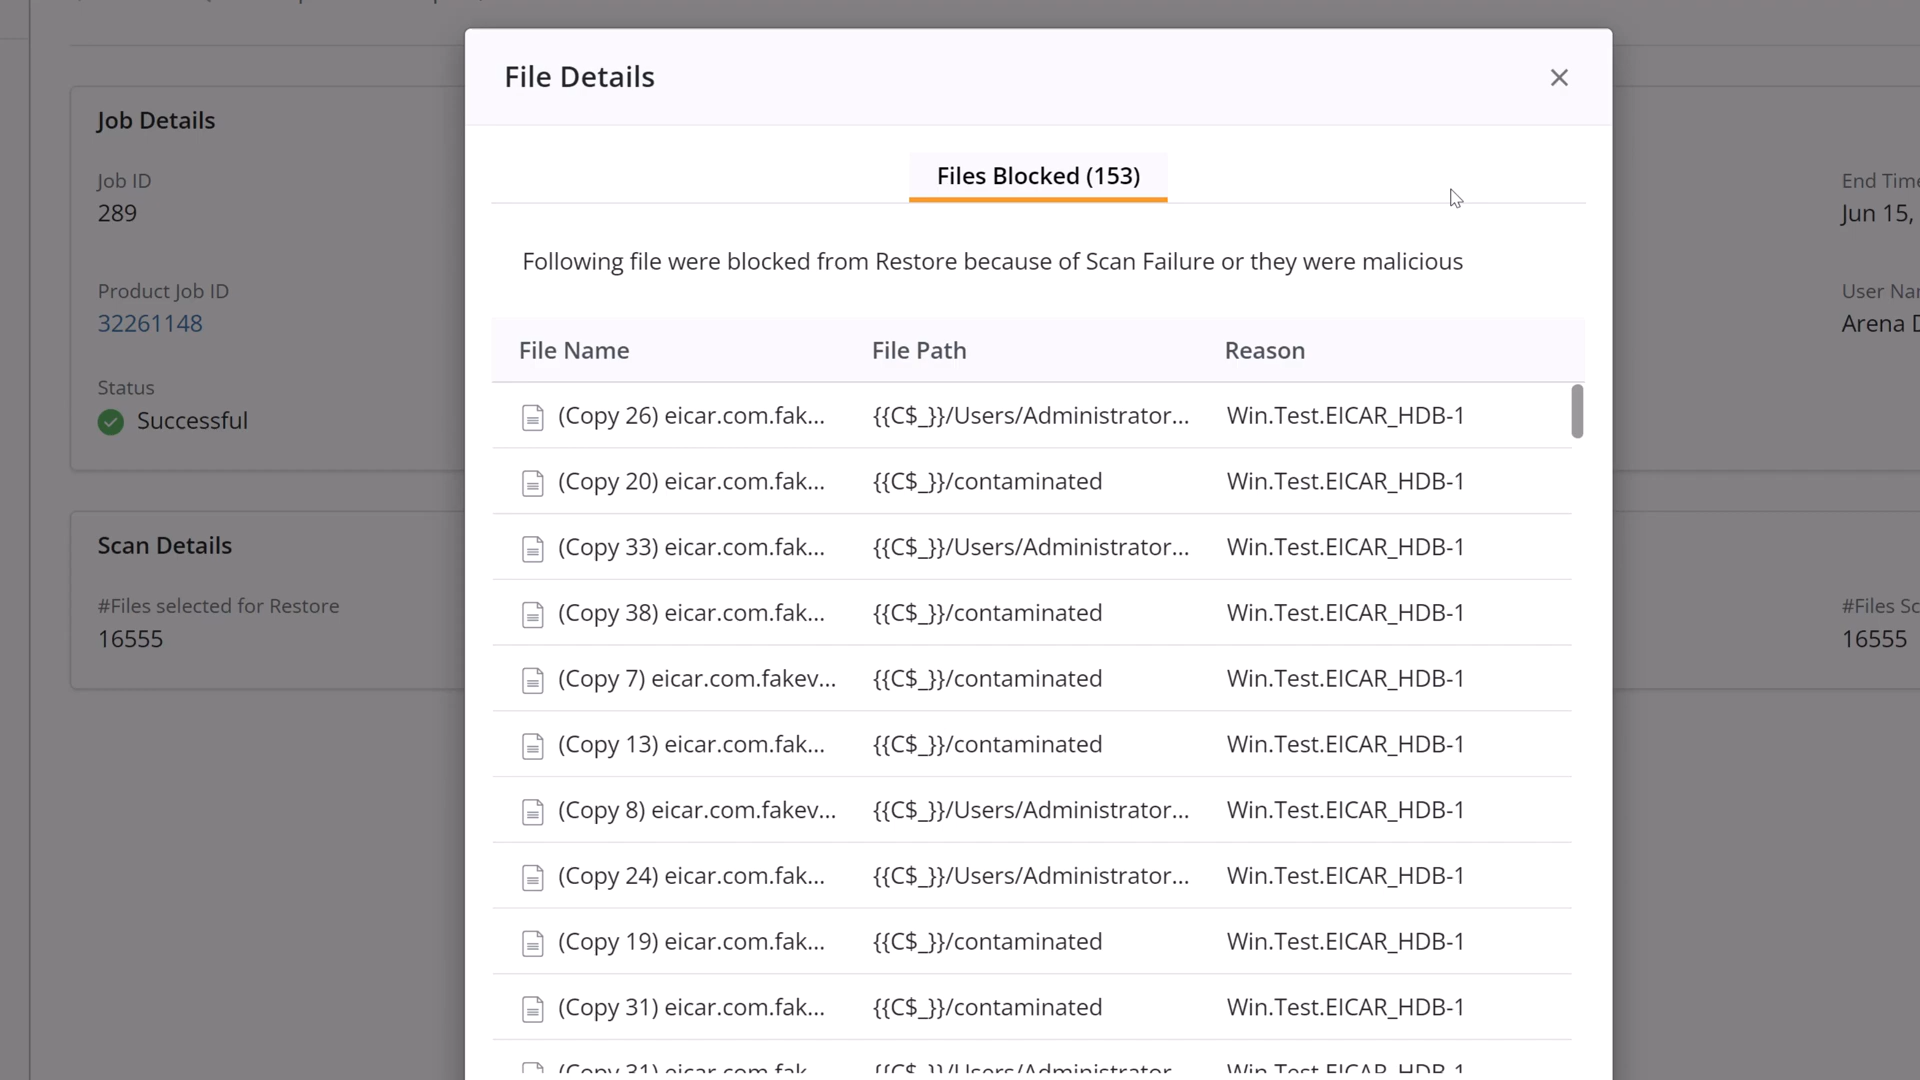 File Details
Files Blocked (153)
Following file were blocked from Restore because of Scan Failure or they were malicious
File Name File Path Reason
(Copy 26) eicar.com.fak... {{C$_}}/Users/Administrator... Win.Test.EICAR_HDB-1
(Copy 20) eicar.com.fak... {{C$_}}/contaminated Win.Test.EICAR_HDB-1
(Copy 33) eicar.com.fak... {{C$_}}/Users/Administrator... Win.Test.EICAR_HDB-1
(Copy 38) eicar.com.fak... {{C$_}}/contaminated Win.Test.EICAR_HDB-1
(Copy 7) eicar.com.fakev... {{C$_}}/contaminated Win.Test.EICAR_HDB-1
(Copy 13) eicar.com.fak... {{C$_}}/contaminated Win.Test.EICAR_HDB-1
(Copy 8) eicar.com.fakev... {{C$_}}/Users/Administrator... Win.Test.EICAR_HDB-1
(Copy 24) eicar.com.fak... {{C$_}}/Users/Administrator... Win.Test.EICAR_HDB-1
(Copy 19) eicar.com.fak... {{C$_}}/contaminated Win.Test.EICAR_HDB-1
(Copy 31) eicar.com.fak... {{C$_}}/contaminated Win.Test.EICAR_HDB-1
(Copy 31) eicar.com.fak... {{C$_}}/Users/Administrator... Win.Test.EICAR_HDB-1
Job Details
Job ID
289
Product Job ID
32261148
Status
Successful
Scan Details
#Files selected for Restore
16555
End Time
Jun 15,
User
Arena
#Files
16555